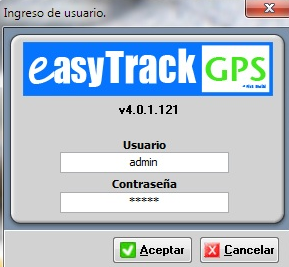 Ingreso de usuario.
easyTrack GPS
v4.0.1.121
Usuario
admin
Contraseña
*****
Aceptar
Cancelar